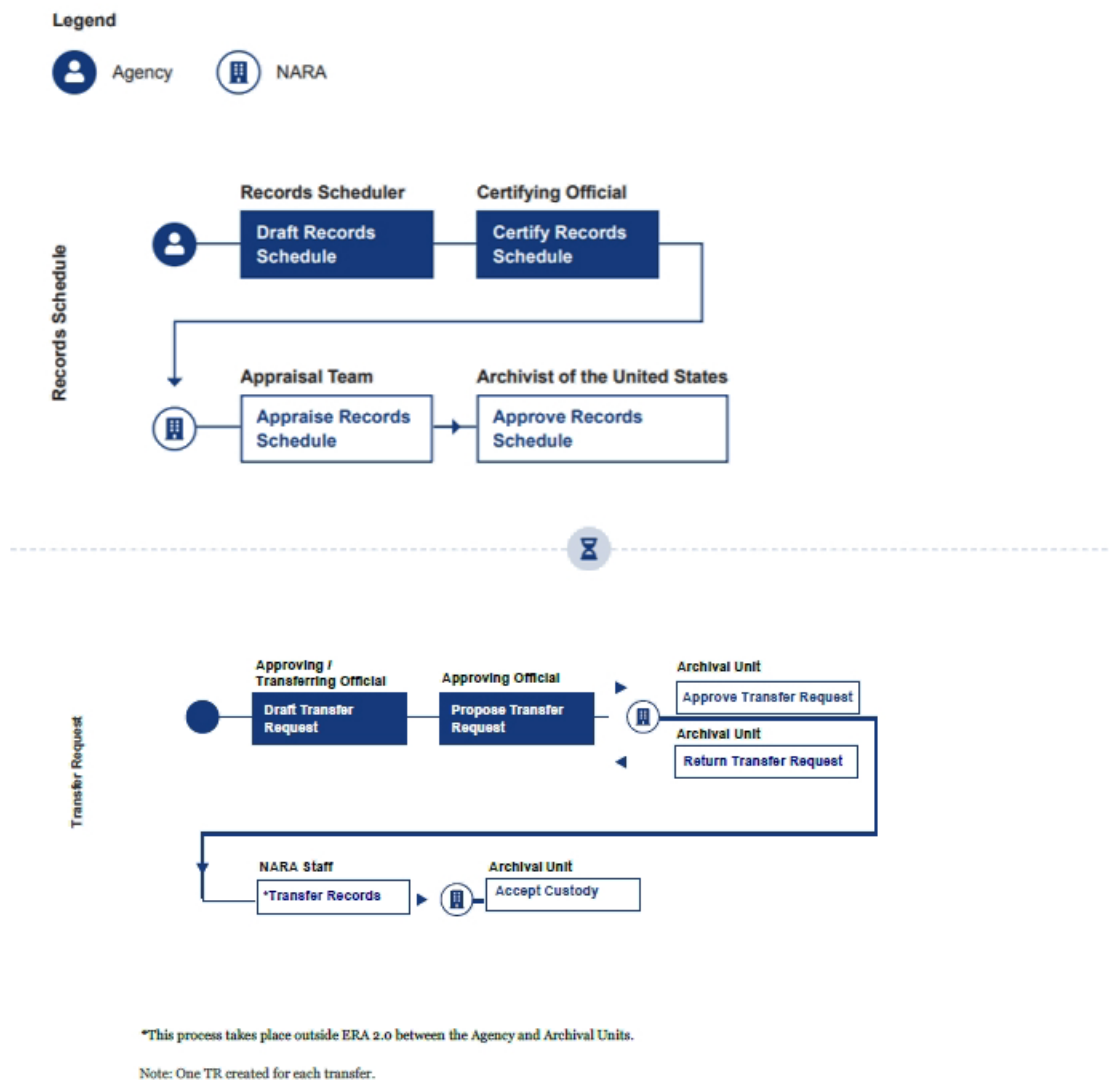 Legend
Agency
NARA
Records Schedule
Records Scheduler
Draft Records
Schedule
Certifying Official
Certify Records
Schedule
Appraisal Team
Appraise Records
Schedule
Archivist of the United States
Approve Records
Schedule
Transfer Request
Approving /
Transferring Official
Draft Transfer
Request
Approving Official
Propose Transfer
Request
Archival Unit
Approve Transfer Request
Archival Unit
Return Transfer Request
NARA Staff
*Transfer Records
Archival Unit
Accept Custody
*This process takes place outside ERA 2.0 between the Agency and Archival Units.
Note: One TR created for each transfer.